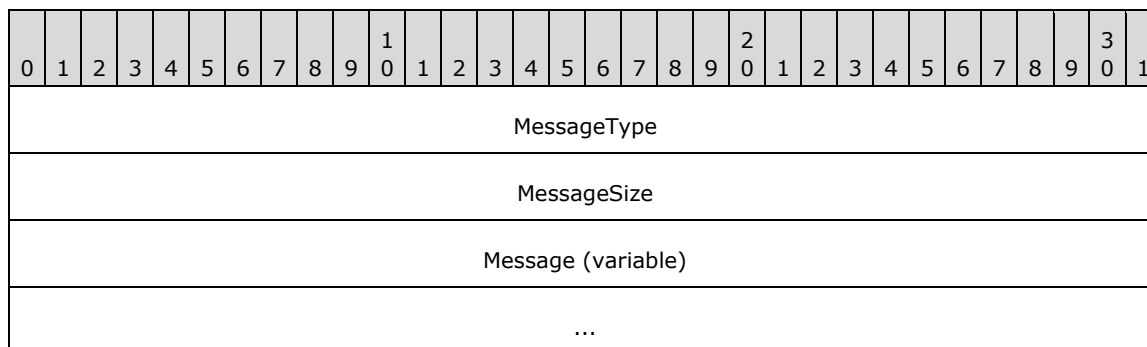 1 2 3
0 1 2 3 4 5 6 7 8 9 0 1 2 3 4 5 6 7 8 9 0 1 2 3 4 5 6 7 8 9 0 1
MessageType
MessageSize
Message (variable)
...